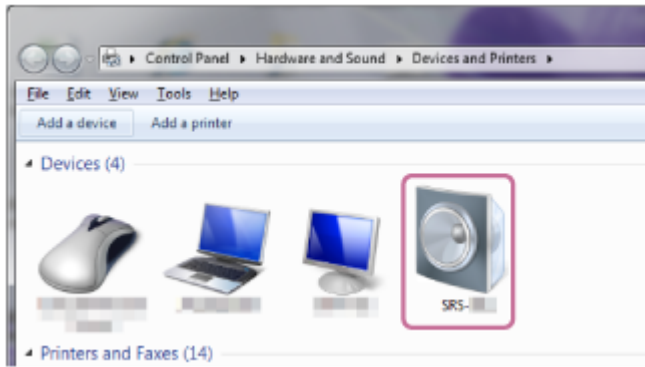 Control Panel ▸ Hardware and Sound ▸ Devices and Printers ▸
File Edit View Tools Help
Add a device Add a printer
Devices (4)
SRS-
Printers and Faxes (14)